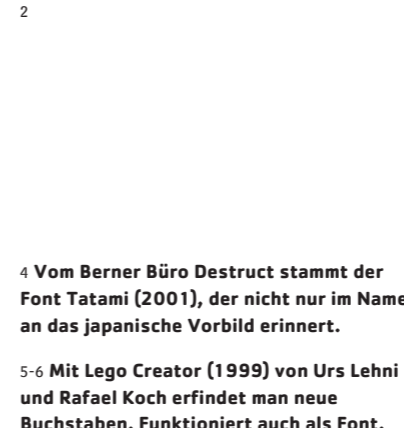 2
4 Vom Berner Büro Destruct stammt der
Font Tatami (2001), der nicht nur im Name
an das japanische Vorbild erinnert.
5-6 Mit Lego Creator (1999) von Urs Lehni
und Rafael Koch erfindet man neue
Buchstaben. Funktioniert auch als Font.